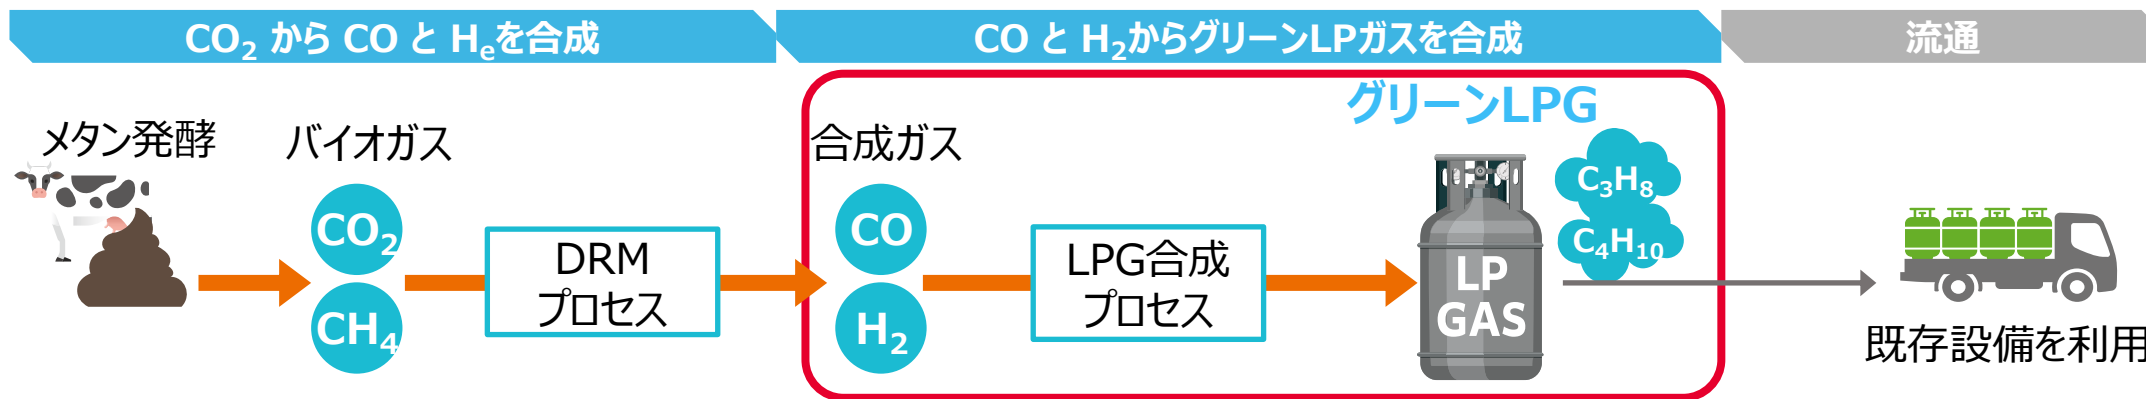 CO₂ から CO と Hₑを合成
CO と H₂からグリーンLPガスを合成
流通
メタン発酵
バイオガス
CO₂
CH₄
DRM
プロセス
合成ガス
CO
H₂
LPG合成
プロセス
グリーンLPG
LP
GAS
C₃H₈
C₄H₁₀
既存設備を利用